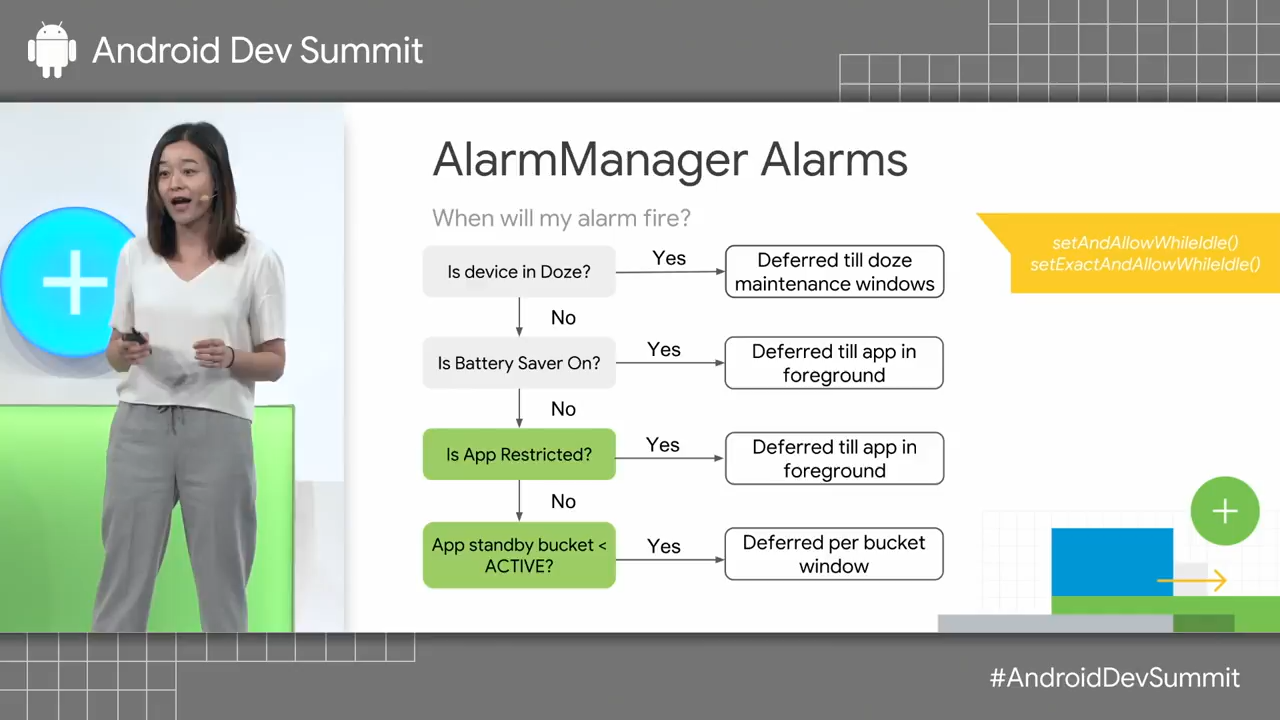 Android Dev Summit
AlarmManager Alarms
When will my alarm fire?
Is device in Doze?
Yes
Deferred till doze
maintenance windows
setAndAllowWhileIdle()
setExactAndAllowWhileIdle()
No
Is Battery Saver On?
Yes
Deferred till app in
foreground
No
Is App Restricted?
Yes
Deferred till app in
foreground
No
App standby bucket <
ACTIVE?
Yes
Deferred per bucket
window
#AndroidDevSummit